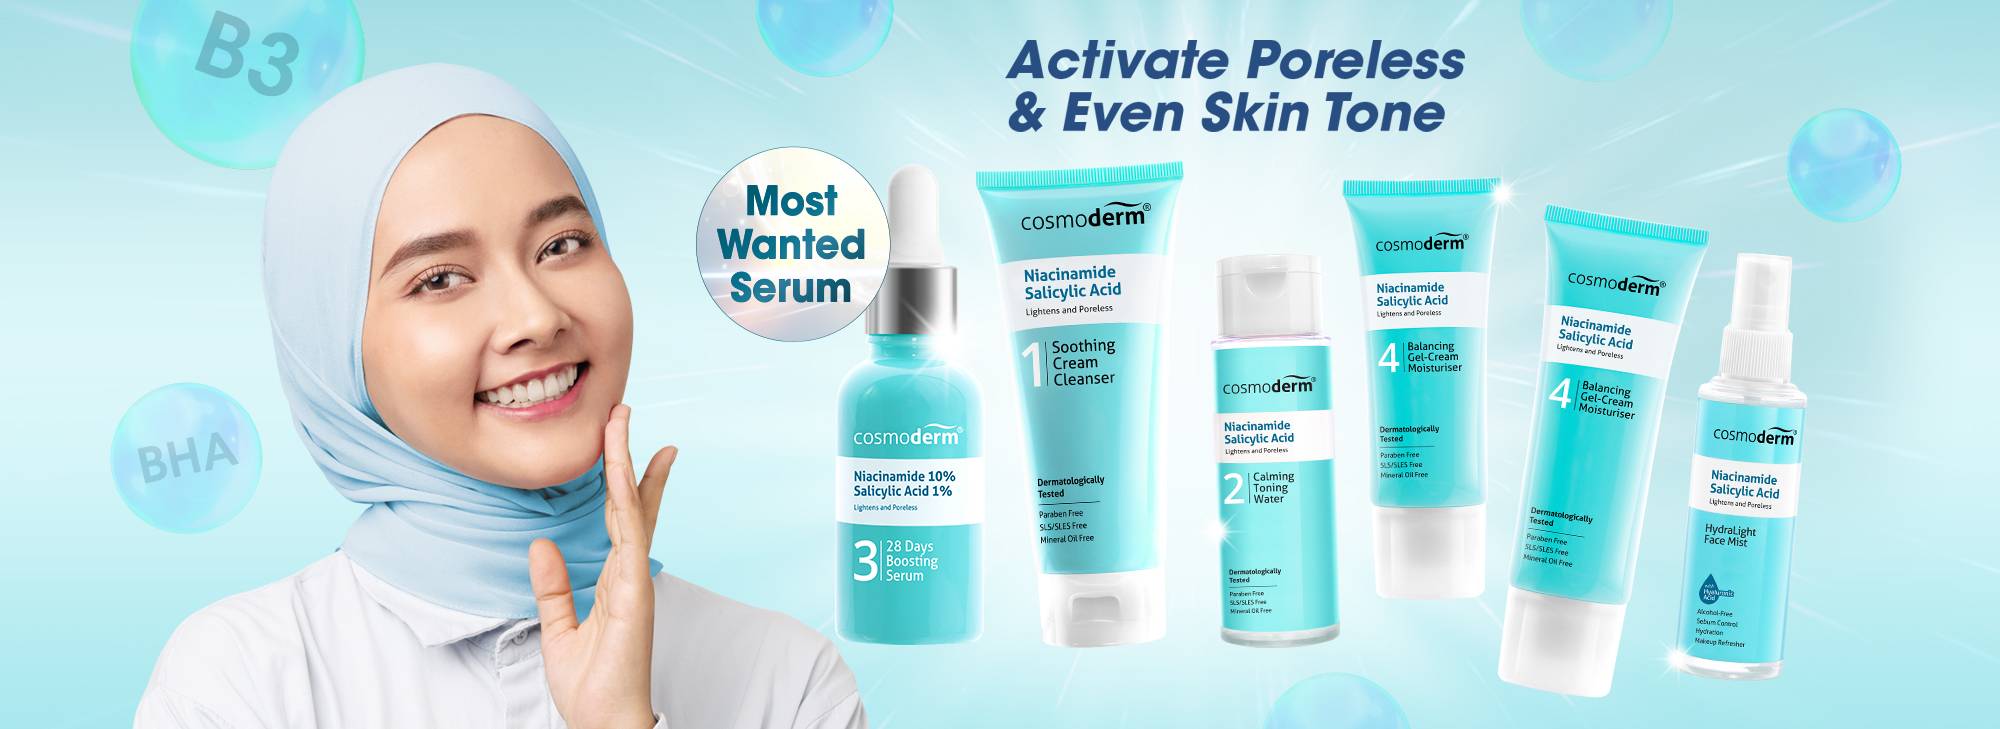 B3
BHA
Activate Poreless
& Even Skin Tone
Most
Wanted
Serum
cosmoderm®
Niacinamide 10%
Salicylic Acid 1%
Lightens and Poreless
3
28 Days
Boosting
Serum
cosmoderm®
Niacinamide
Salicylic Acid
Lightens and Poreless
1
Soothing
Cream
Cleanser
Dermatologically
Tested
Paraben Free
SLS/SLES Free
Mineral Oil Free
cosmoderm®
Niacinamide
Salicylic Acid
Lightens and Poreless
2
Calming
Toning
Water
Dermatologically
Tested
Paraben Free
SLS/SLES Free
Mineral Oil Free
cosmoderm®
Niacinamide
Salicylic Acid
Lightens and Poreless
4
Balancing
Gel-Cream
Moisturiser
Dermatologically
Tested
Paraben Free
SLS/SLES Free
Mineral Oil Free
cosmoderm®
Niacinamide
Salicylic Acid
Lightens and Poreless
4
Balancing
Gel-Cream
Moisturiser
Dermatologically
Tested
Paraben Free
SLS/SLES Free
Mineral Oil Free
cosmoderm®
Niacinamide
Salicylic Acid
Lightens and Poreless
HydraLight
Face Mist
with
Hyaluronic
Acid
Alcohol-Free
Sebum Control
Hydration
Makeup Refresher